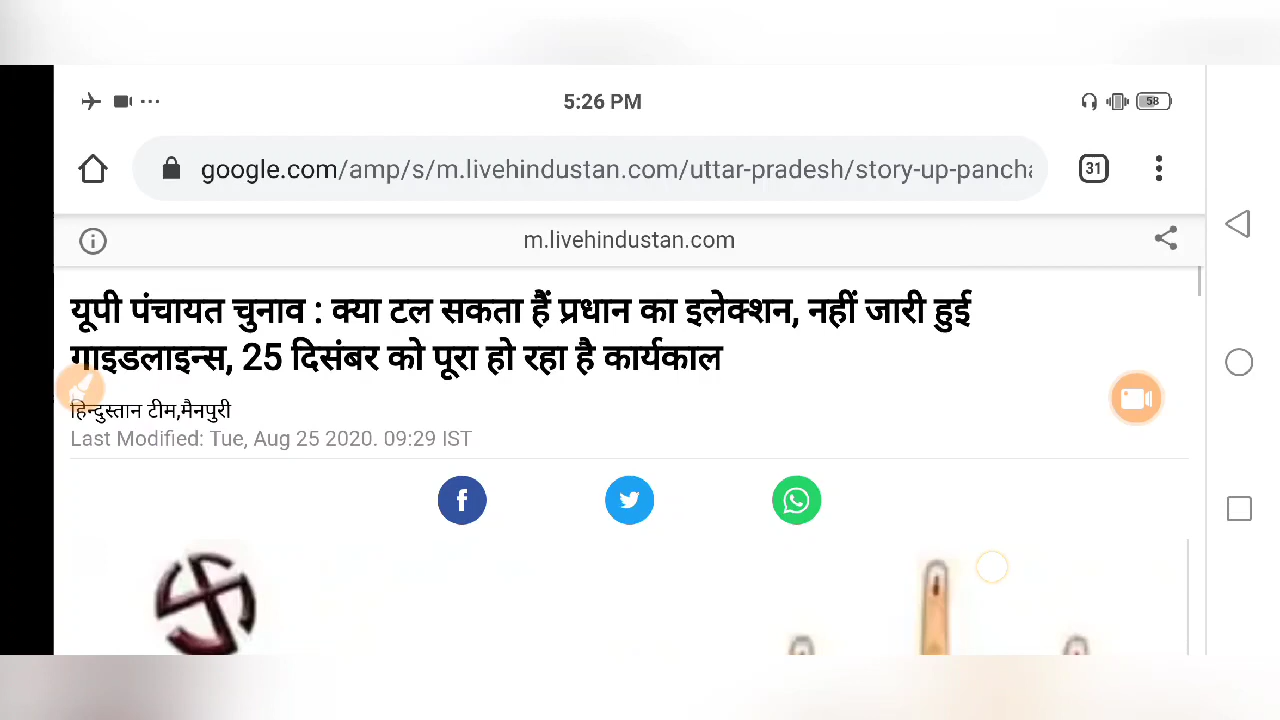 5:26 PM
58
google.com/amp/s/m.livehindustan.com/uttar-pradesh/story-up-pancha
31
m.livehindustan.com
यूपी पंचायत चुनाव : क्या टल सकता हैं प्रधान का इलेक्शन, नहीं जारी हुई
गाइडलाइन्स, 25 दिसंबर को पूरा हो रहा है कार्यकाल
हिन्दुस्तान टीम,मैनपुरी
Last Modified: Tue, Aug 25 2020. 09:29 IST